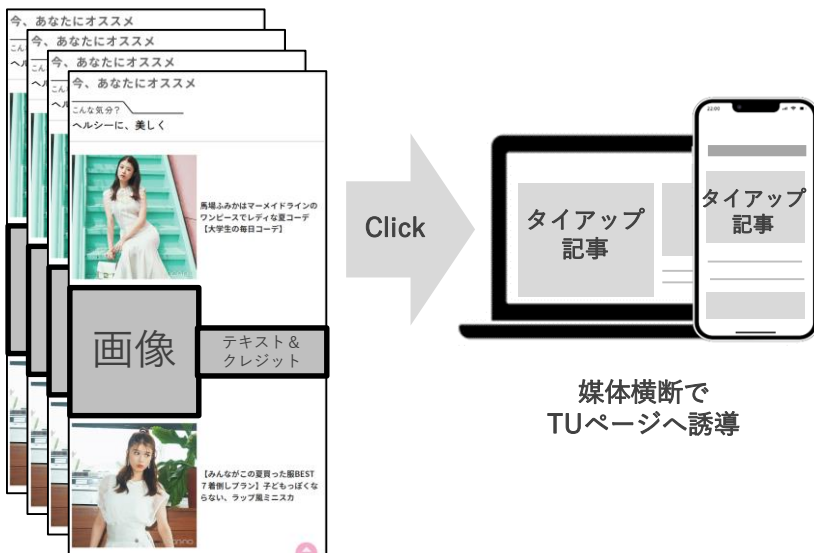 今、あなたにオススメ
今、あなたにオススメ
今、あなたにオススメ
今、あなたにオススメ
こんな気分?
ヘルシーに、美しく
馬場ふみかはマーメイドラインの
ワンピースでレディな夏コーデ
【大学生の毎日コーデ】
画像
テキスト&
クレジット
【みんながこの夏買った服BEST
7着倒しプラン】子どもっぽくな
らない、ラップ風ミニスカ
Click
22:00
タイアップ
記事
タイアップ
記事
媒体横断で
TUページへ誘導